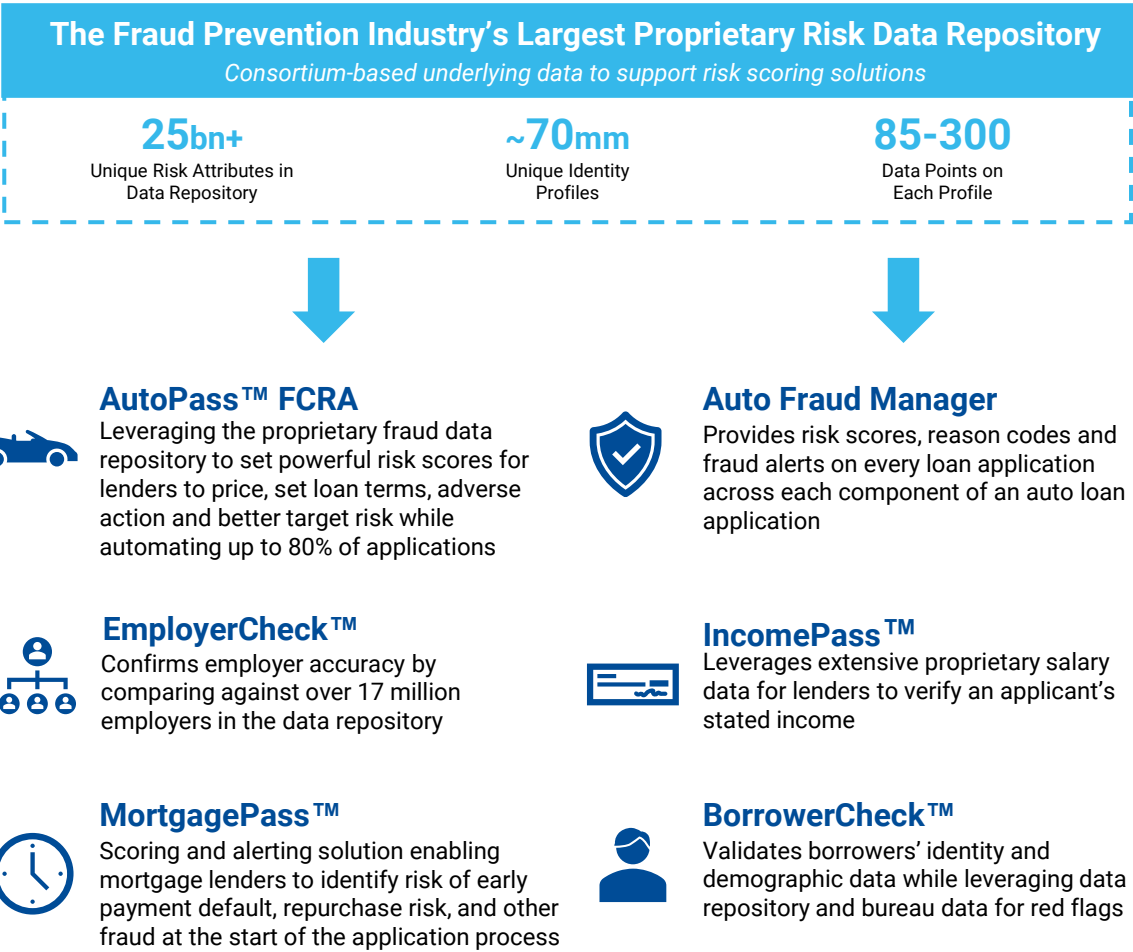 The Fraud Prevention Industry's Largest Proprietary Risk Data Repository
Consortium-based underlying data to support risk scoring solutions
25bn+
Unique Risk Attributes in
Data Repository
~70mm
Unique Identity
Profiles
85-300
Data Points on
Each Profile
AutoPass™ FCRA
Leveraging the proprietary fraud data
repository to set powerful risk scores for
lenders to price, set loan terms, adverse
action and better target risk while
automating up to 80% of applications
Auto Fraud Manager
Provides risk scores, reason codes and
fraud alerts on every loan application
across each component of an auto loan
application
EmployerCheck™
Confirms employer accuracy by
comparing against over 17 million
employers in the data repository
IncomePass™
Leverages extensive proprietary salary
data for lenders to verify an applicant's
stated income
MortgagePass™
Scoring and alerting solution enabling
mortgage lenders to identify risk of early
payment default, repurchase risk, and other
fraud at the start of the application process
BorrowerCheck™
Validates borrowers' identity and
demographic data while leveraging data
repository and bureau data for red flags